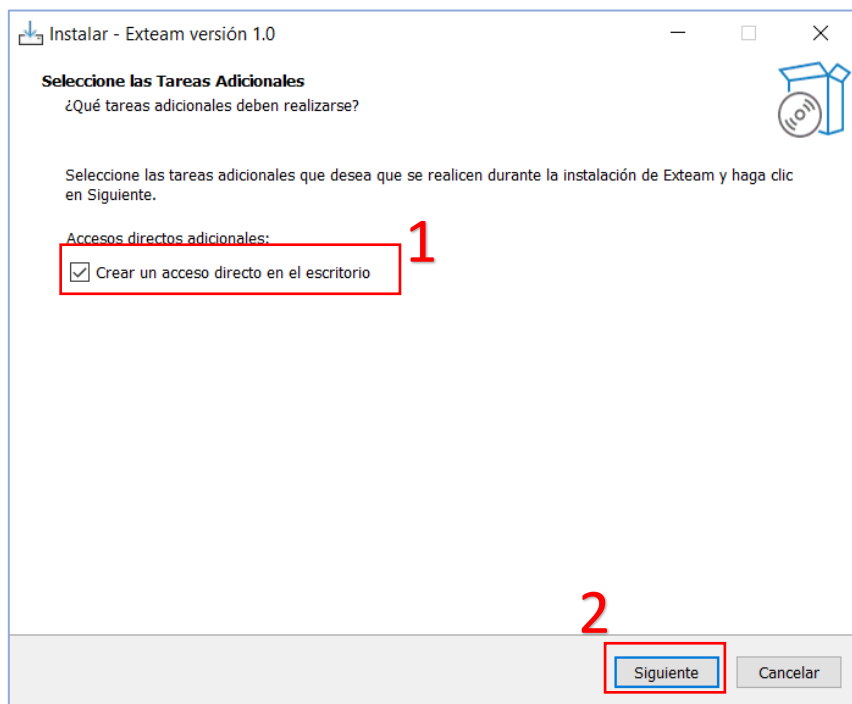 Instalar - Exteam versión 1.0
Seleccione las Tareas Adicionales
¿Qué tareas adicionales deben realizarse?
Seleccione las tareas adicionales que desea que se realicen durante la instalación de Exteam y haga clic
en Siguiente.
Accesos directos adicionales:
1
Crear un acceso directo en el escritorio
2
Siguiente
Cancelar